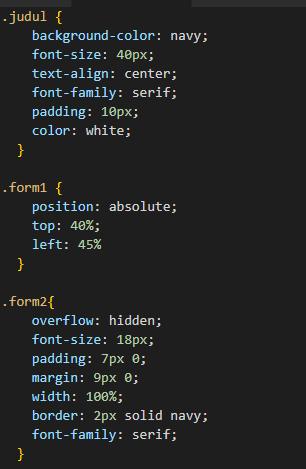 .judul {
background-color: navy;
font-size: 40px;
text-align: center;
font-family: serif;
padding: 10px;
color: white;
}
.form1 {
position: absolute;
top: 40%;
left: 45%
}
.form2{
overflow: hidden;
font-size: 18px;
padding: 7px 0;
margin: 9px 0;
width: 100%;
border: 2px solid navy;
font-family: serif;